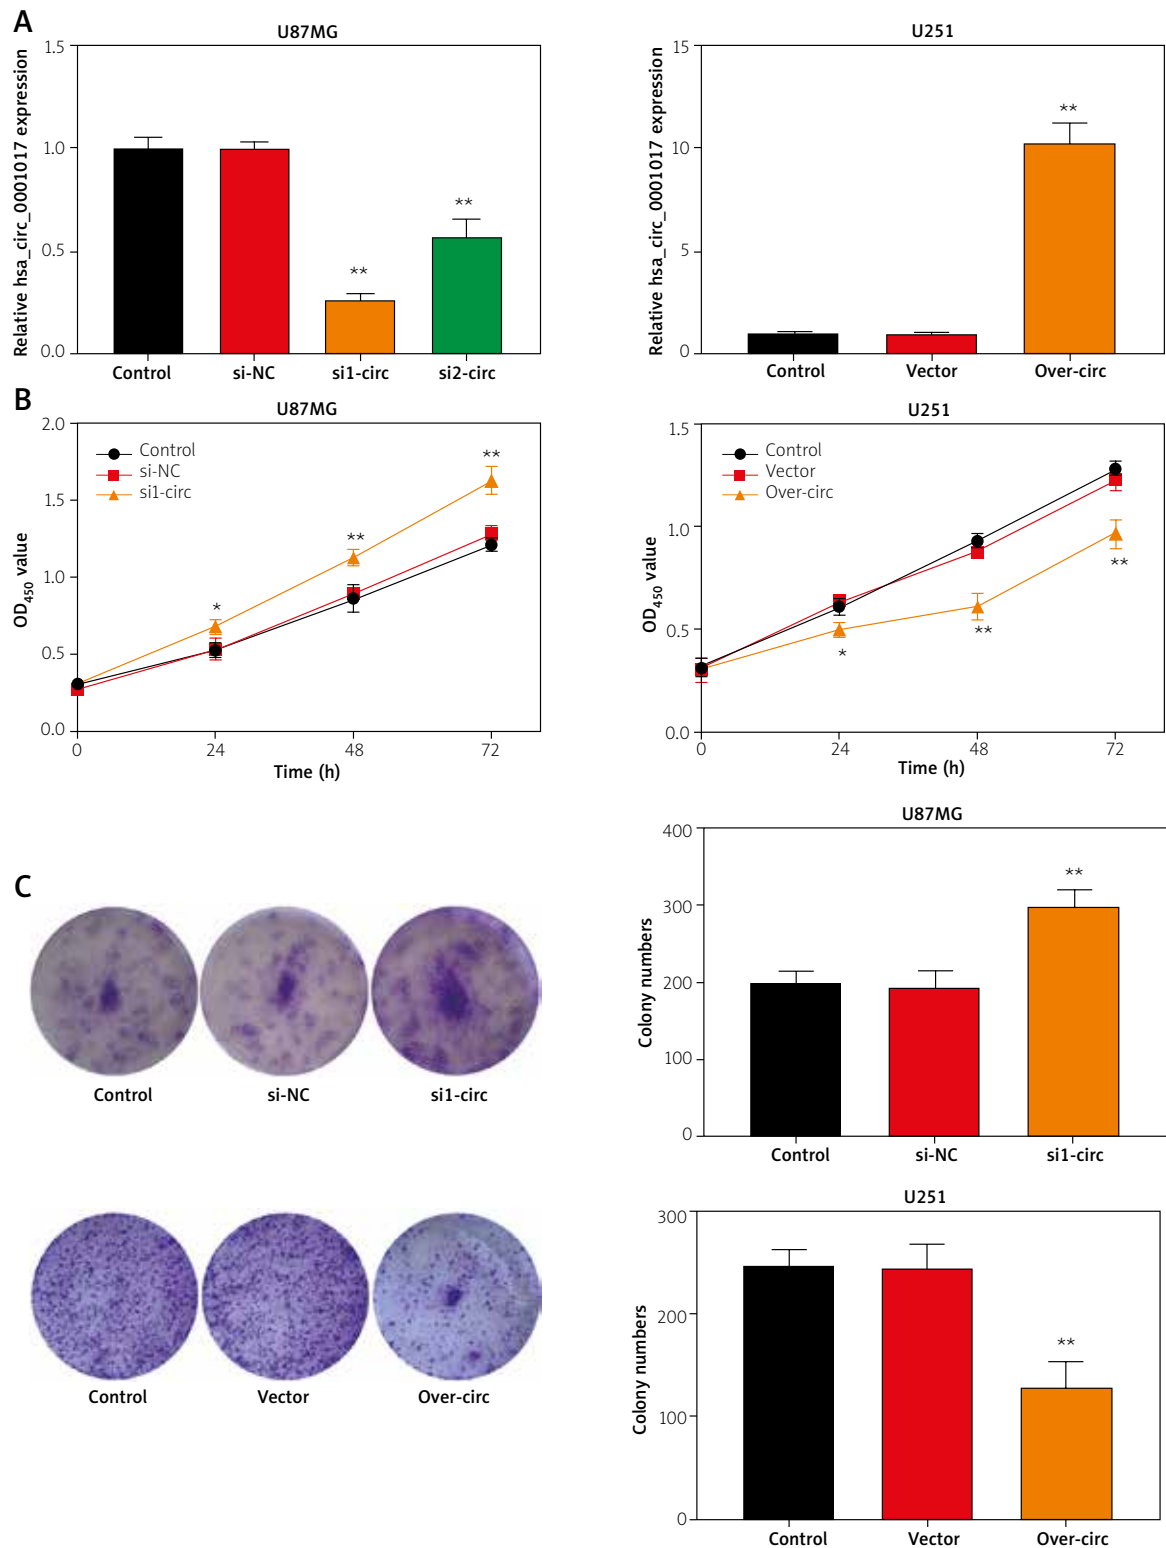 A
U87MG
Relative hsa_circ_0001017 expression
1.5
1.0
0.5
0.0
Control si-NC si1-circ si2-circ
** **
U251
Relative hsa_circ_0001017 expression
15
10
5
0
Control Vector Over-circ
**
B
U87MG
OD450 value
2.0
1.5
1.0
0.5
0.0
Control
si-NC
si1-circ
* ** **
0 24 48 72
Time (h)
U251
OD450 value
1.5
1.0
0.5
0.0
Control
Vector
Over-circ
* ** **
0 24 48 72
Time (h)
C
Control si-NC si1-circ
U87MG
Colony numbers
400
300
200
100
0
**
Control si-NC si1-circ
Control Vector Over-circ
U251
Colony numbers
300
200
100
0
**
Control Vector Over-circ